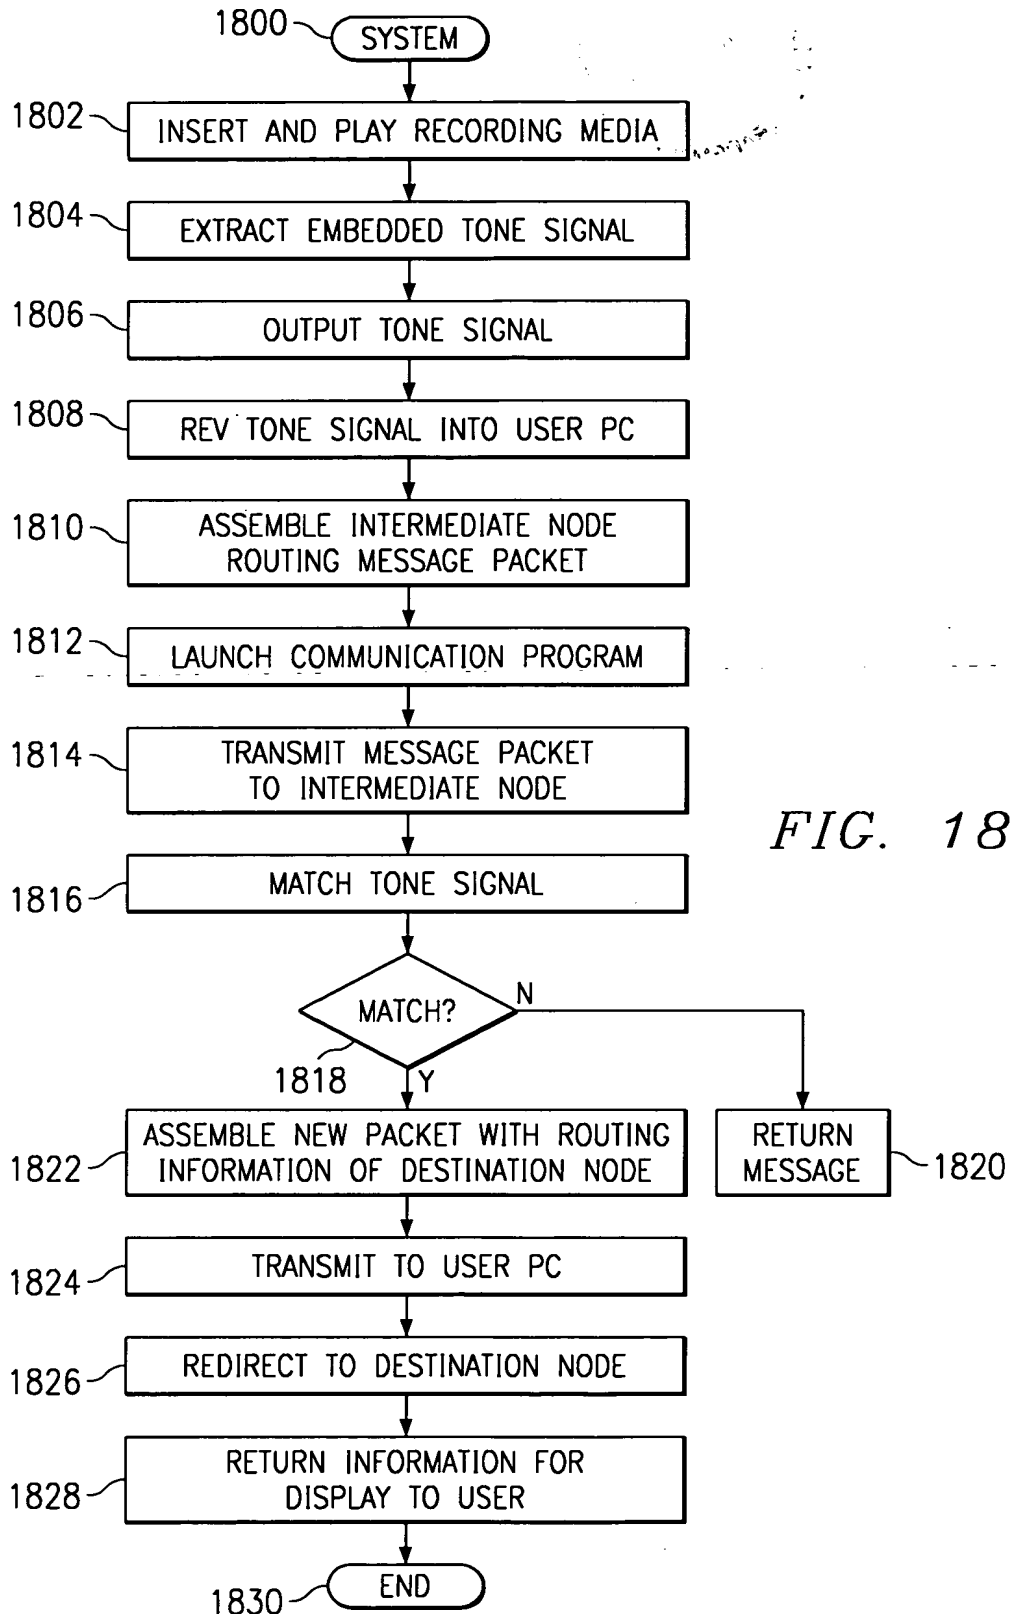 1800
SYSTEM
1802
INSERT AND PLAY RECORDING MEDIA
1804
EXTRACT EMBEDDED TONE SIGNAL
1806
OUTPUT TONE SIGNAL
1808
REV TONE SIGNAL INTO USER PC
1810
ASSEMBLE INTERMEDIATE NODE
ROUTING MESSAGE PACKET
1812
LAUNCH COMMUNICATION PROGRAM
1814
TRANSMIT MESSAGE PACKET
TO INTERMEDIATE NODE
FIG. 18
1816
MATCH TONE SIGNAL
MATCH?
N
1818
Y
1822
ASSEMBLE NEW PACKET WITH ROUTING
INFORMATION OF DESTINATION NODE
RETURN
MESSAGE
1820
1824
TRANSMIT TO USER PC
1826
REDIRECT TO DESTINATION NODE
1828
RETURN INFORMATION FOR
DISPLAY TO USER
1830
END